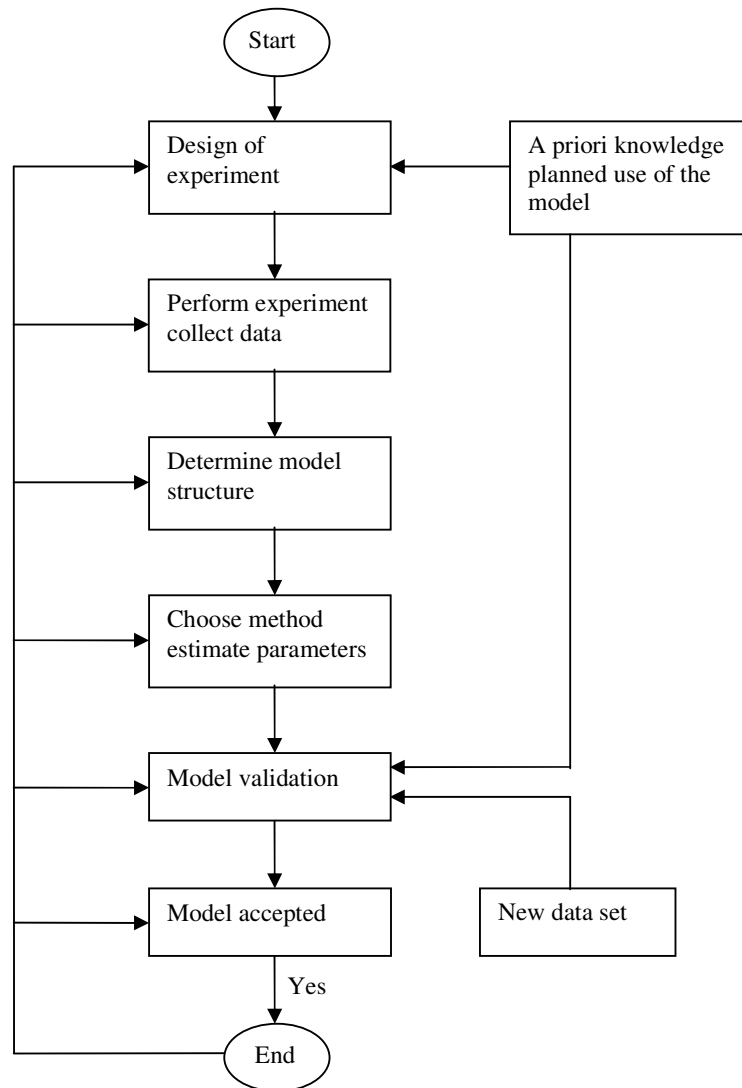 Start
Design of
experiment
A priori knowledge
planned use of the
model
Perform experiment
collect data
Determine model
structure
Choose method
estimate parameters
Model validation
Model accepted
New data set
Yes
End